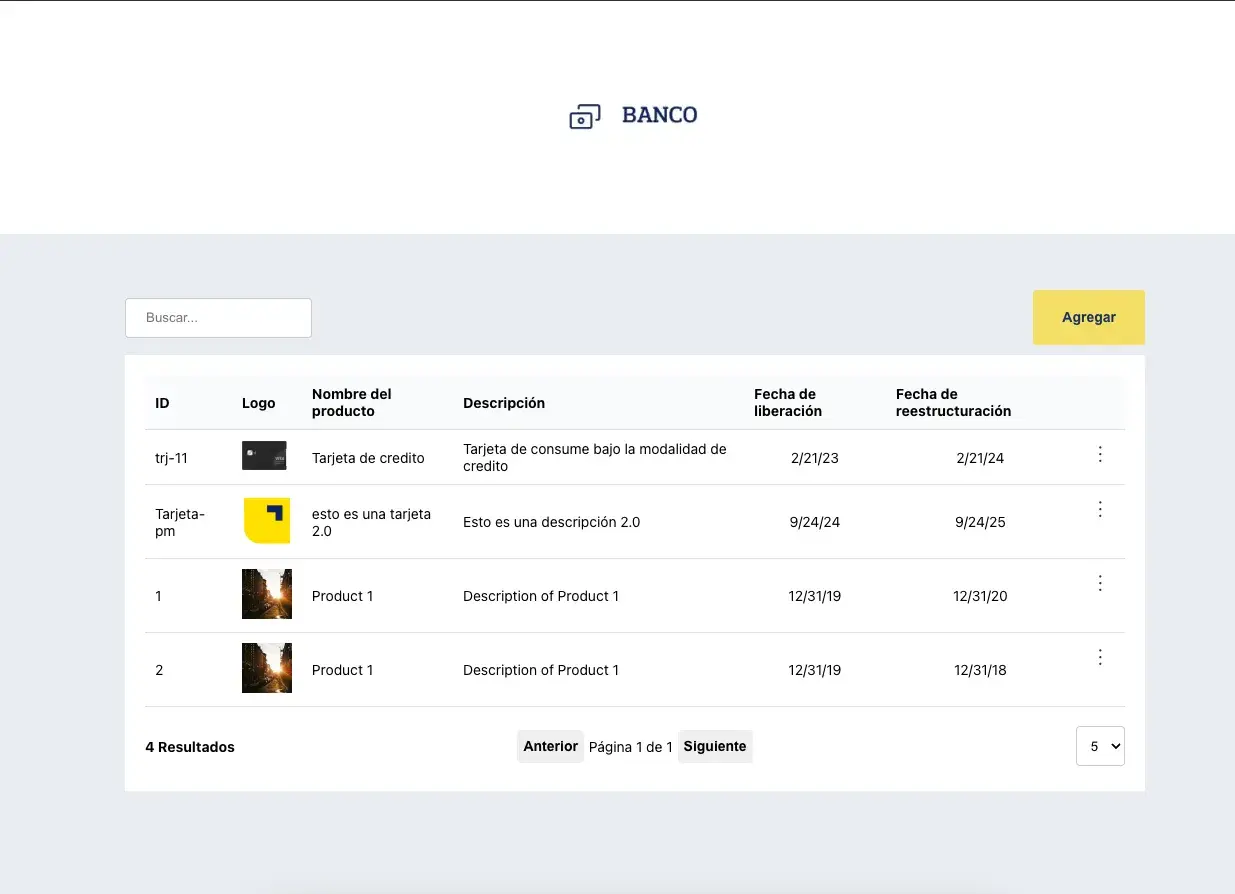 BANCO
Buscar...
Agregar
ID Logo Nombre del producto Descripción Fecha de liberación Fecha de reestructuración
trj-11 Tarjeta de credito Tarjeta de consume bajo la modalidad de credito 2/21/23 2/21/24
Tarjeta-pm esto es una tarjeta 2.0 Esto es una descripción 2.0 9/24/24 9/24/25
1 Product 1 Description of Product 1 12/31/19 12/31/20
2 Product 1 Description of Product 1 12/31/19 12/31/18
4 Resultados Anterior Página 1 de 1 Siguiente 5